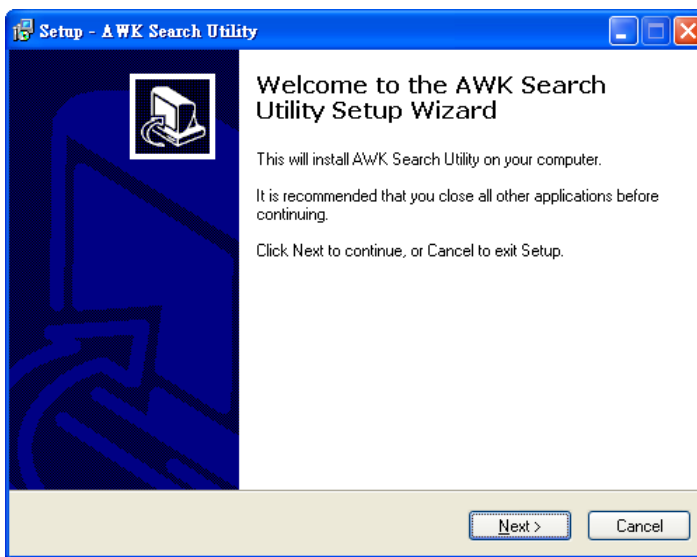 Setup - AWK Search Utility
Welcome to the AWK Search
Utility Setup Wizard
This will install AWK Search Utility on your computer.
It is recommended that you close all other applications before
continuing.
Click Next to continue, or Cancel to exit Setup.
Next >
Cancel